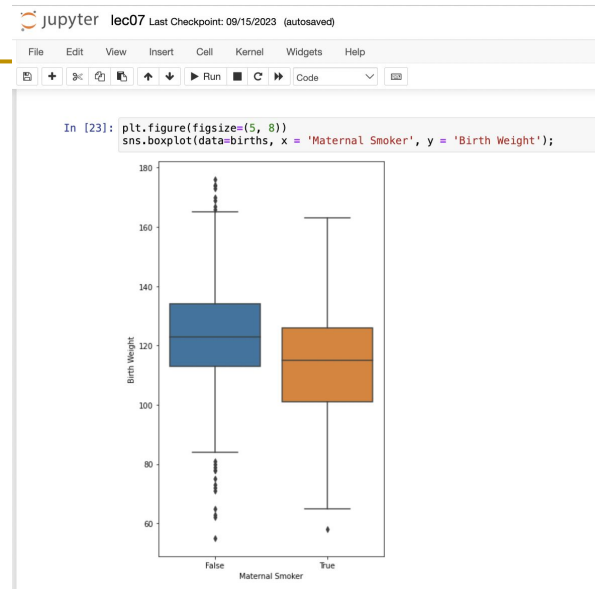 jupyter lec07 Last Checkpoint: 09/15/2023 (autosaved)
File Edit View Insert Cell Kernel Widgets Help
Run Code
In [23]: plt.figure(figsize=(5, 8))
sns.boxplot(data=births, x = 'Maternal Smoker', y = 'Birth Weight');
180
160
140
120
100
80
60
Birth Weight
False True
Maternal Smoker